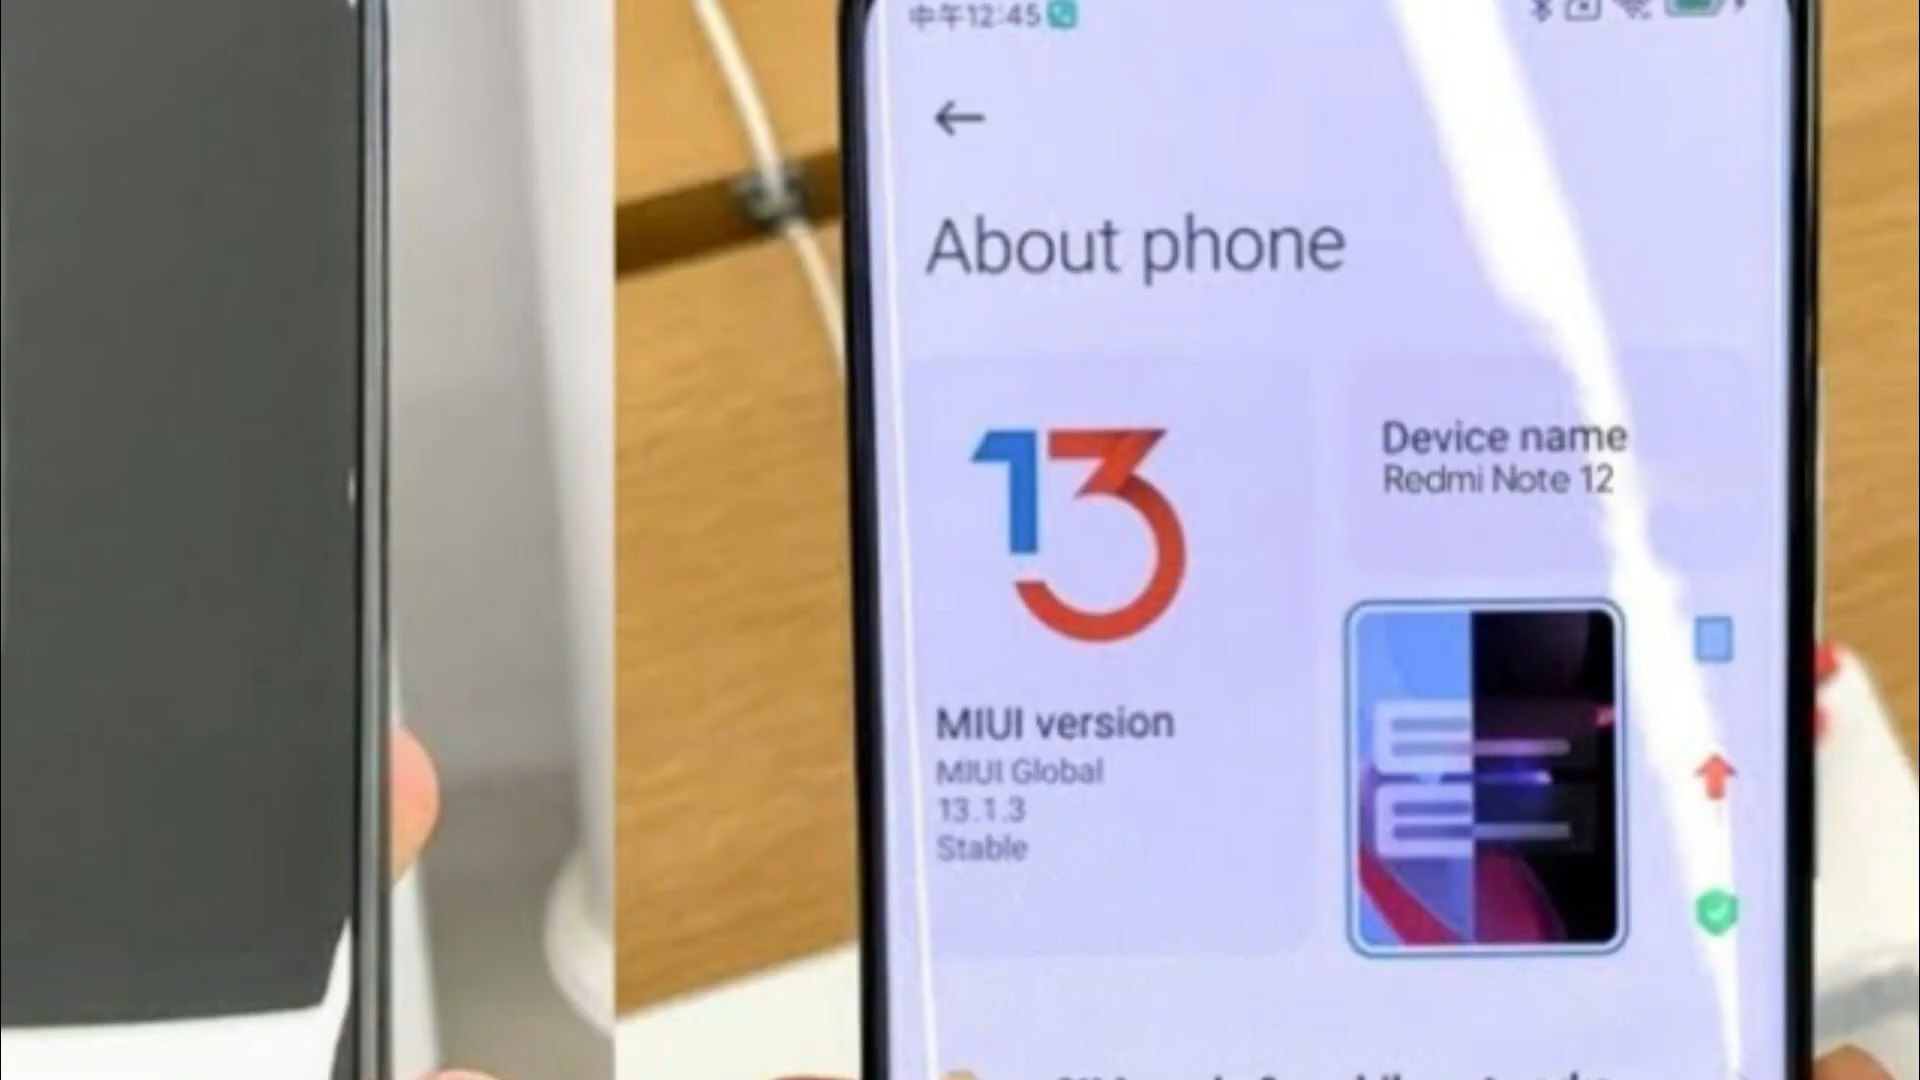 中午12:45
About phone
13
Device name
Redmi Note 12
MIUI version
MIUI Global
13.1.3
Stable